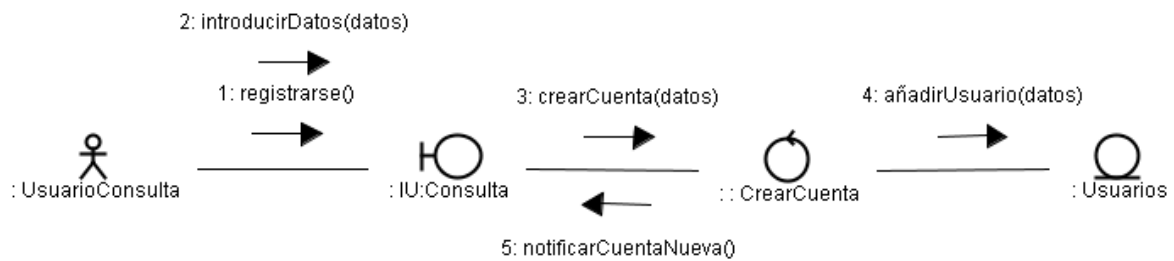 2: introducirDatos(datos)
1: registrarse()
3: crearCuenta(datos)
4: añadirUsuario(datos)
: UsuarioConsulta
: IU:Consulta
: : CrearCuenta
: Usuarios
5: notificarCuentaNueva()